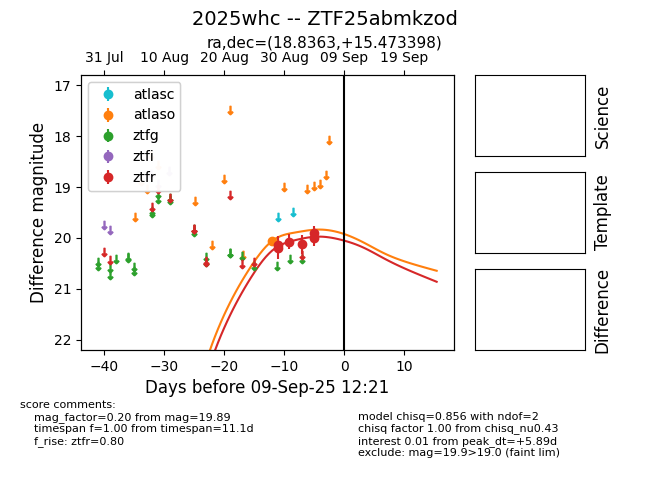 2025whc -- ZTF25abmkzod
ra,dec=(18.8363,+15.473398)
31 Jul 10 Aug 20 Aug 30 Aug 09 Sep 19 Sep
atlasc
atlaso
ztfg
ztfi
ztfr
17
18
19
20
21
22
Difference magnitude
−40 −30 −20 −10 0 10
Days before 09-Sep-25 12:21
Science
Template
Difference
score comments:
mag_factor=0.20 from mag=19.89
timespan f=1.00 from timespan=11.1d
f_rise: ztfr=0.80
model chisq=0.856 with ndof=2
chisq factor 1.00 from chisq_nu0.43
interest 0.01 from peak_dt=+5.89d
exclude: mag=19.9>19.0 (faint lim)